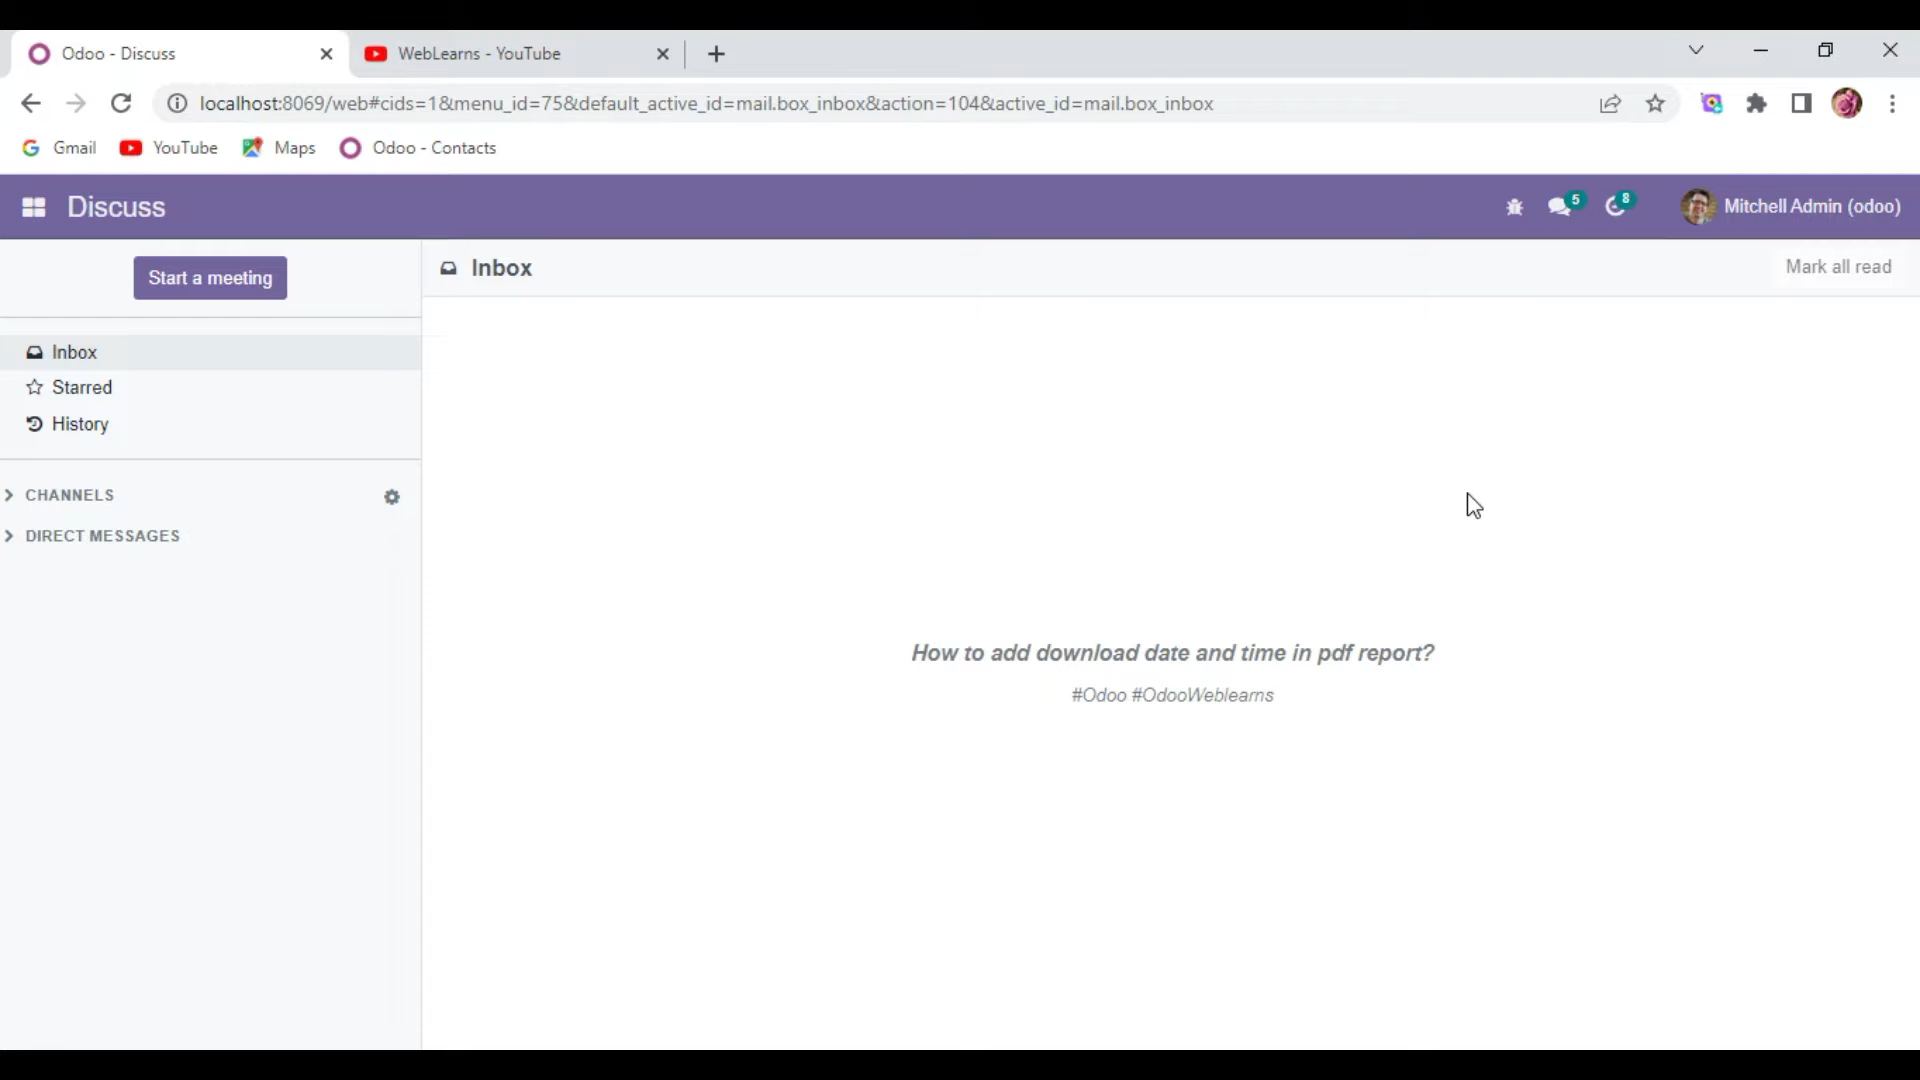 Odoo - Discuss
WebLearns - YouTube
localhost:8069/web#cids=1&menu_id=75&default_active_id=mail.box_inbox&action=104&active_id=mail.box_inbox
Gmail
YouTube
Maps
Odoo - Contacts
Discuss
5
8
Mitchell Admin (odoo)
Start a meeting
Inbox
Mark all read
Inbox
Starred
History
CHANNELS
DIRECT MESSAGES
How to add download date and time in pdf report?
#Odoo #OdooWeblearns